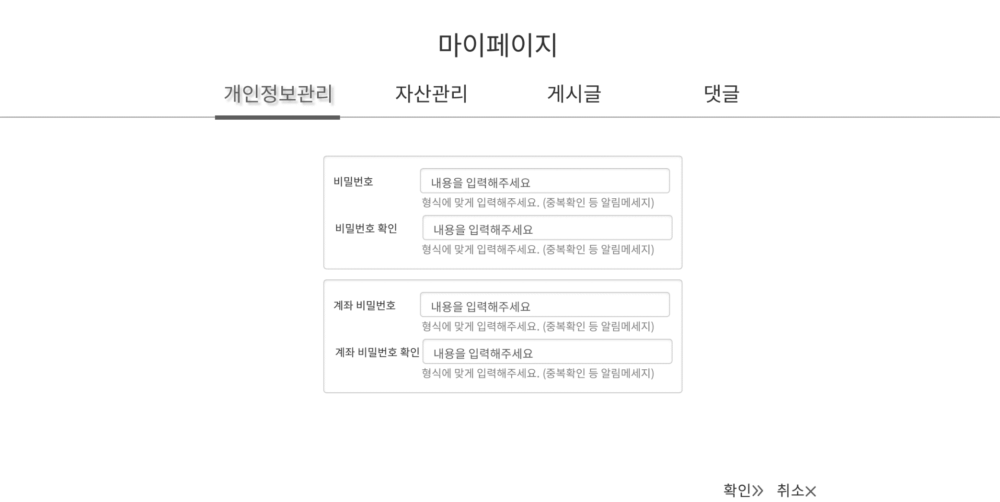 마이페이지
개인정보관리 자산관리 게시글 댓글
비밀번호 내용을 입력해주세요
형식에 맞게 입력해주세요. (중복확인 등 알림메세지)
비밀번호 확인 내용을 입력해주세요
형식에 맞게 입력해주세요. (중복확인 등 알림메세지)
계좌 비밀번호 내용을 입력해주세요
형식에 맞게 입력해주세요. (중복확인 등 알림메세지)
계좌 비밀번호 확인 내용을 입력해주세요
형식에 맞게 입력해주세요. (중복확인 등 알림메세지)
확인 취소